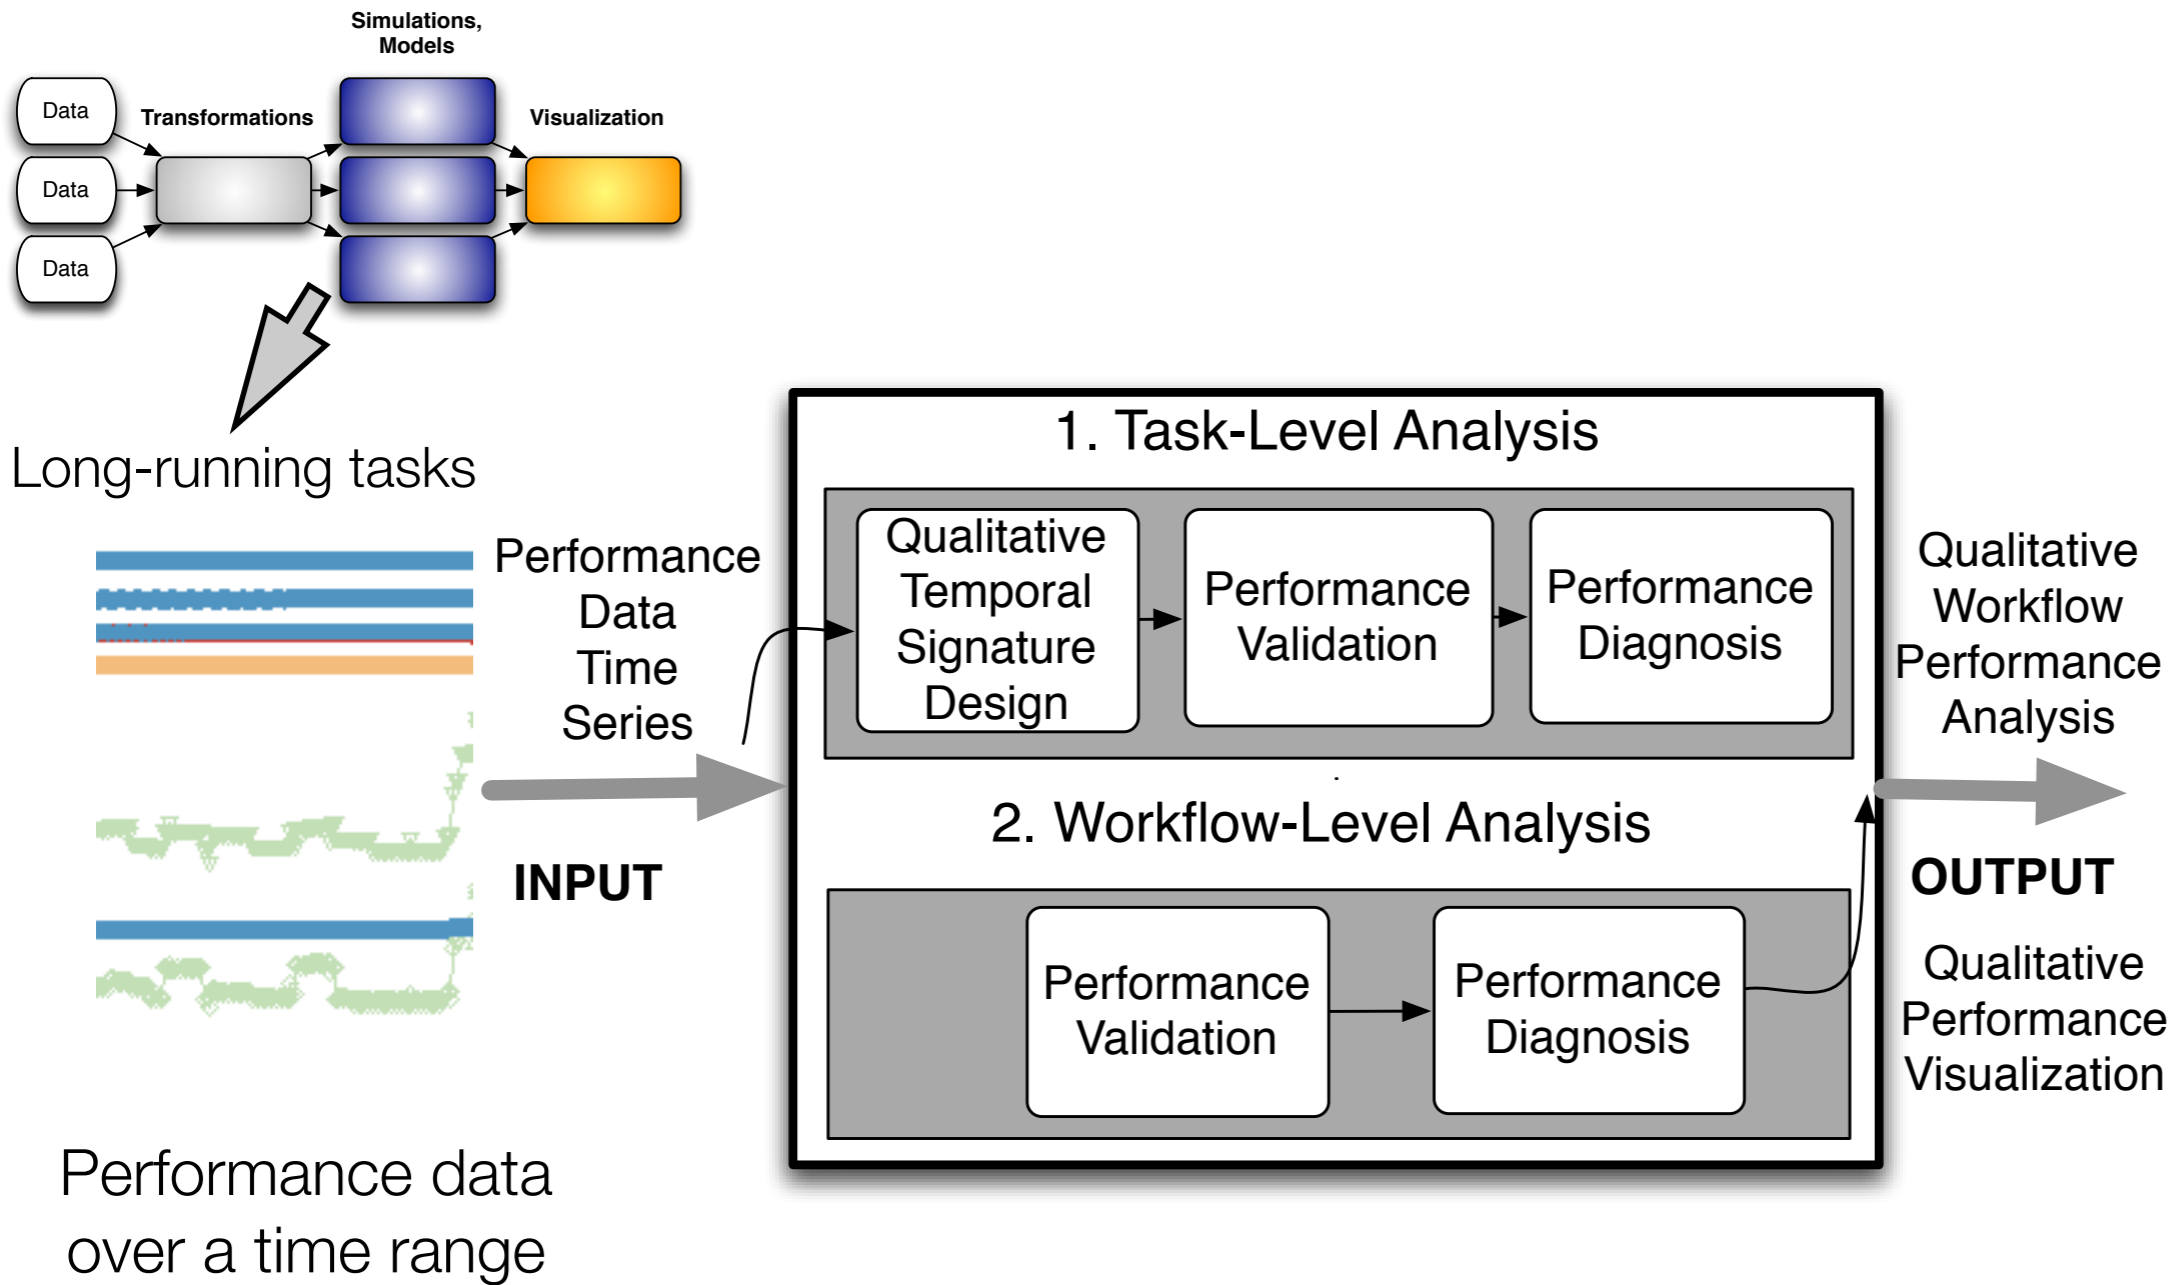 Simulations,
Models
Data
Transformations
Visualization
Data
Data
Long-running tasks
Performance
Data
Time
Series
INPUT
Performance data
over a time range
1. Task-Level Analysis
Qualitative
Temporal
Signature
Design
Performance
Validation
Performance
Diagnosis
2. Workflow-Level Analysis
Performance
Validation
Performance
Diagnosis
Qualitative
Workflow
Performance
Analysis
OUTPUT
Qualitative
Performance
Visualization